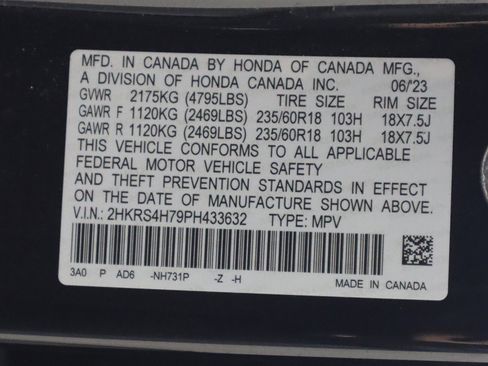 MFD. IN CANADA BY HONDA OF CANADA MFG.,
A DIVISION OF HONDA CANADA INC. 06/'23
GVWR 2175KG (4795LBS) TIRE SIZE RIM SIZE
GAWR F 1120KG (2469LBS) 235/60R18 103H 18X7.5J
GAWR R 1120KG (2469LBS) 235/60R18 103H 18X7.5J
THIS VEHICLE CONFORMS TO ALL APPLICABLE
FEDERAL MOTOR VEHICLE SAFETY
AND THEFT PREVENTION STANDARDS IN EFFECT
ON THE DATE OF MANUFACTURE SHOWN ABOVE.
V.I.N.: 2HKRS4H79PH433632 TYPE: MPV
3A0 P AD6 -NH731P -Z -H MADE IN CANADA